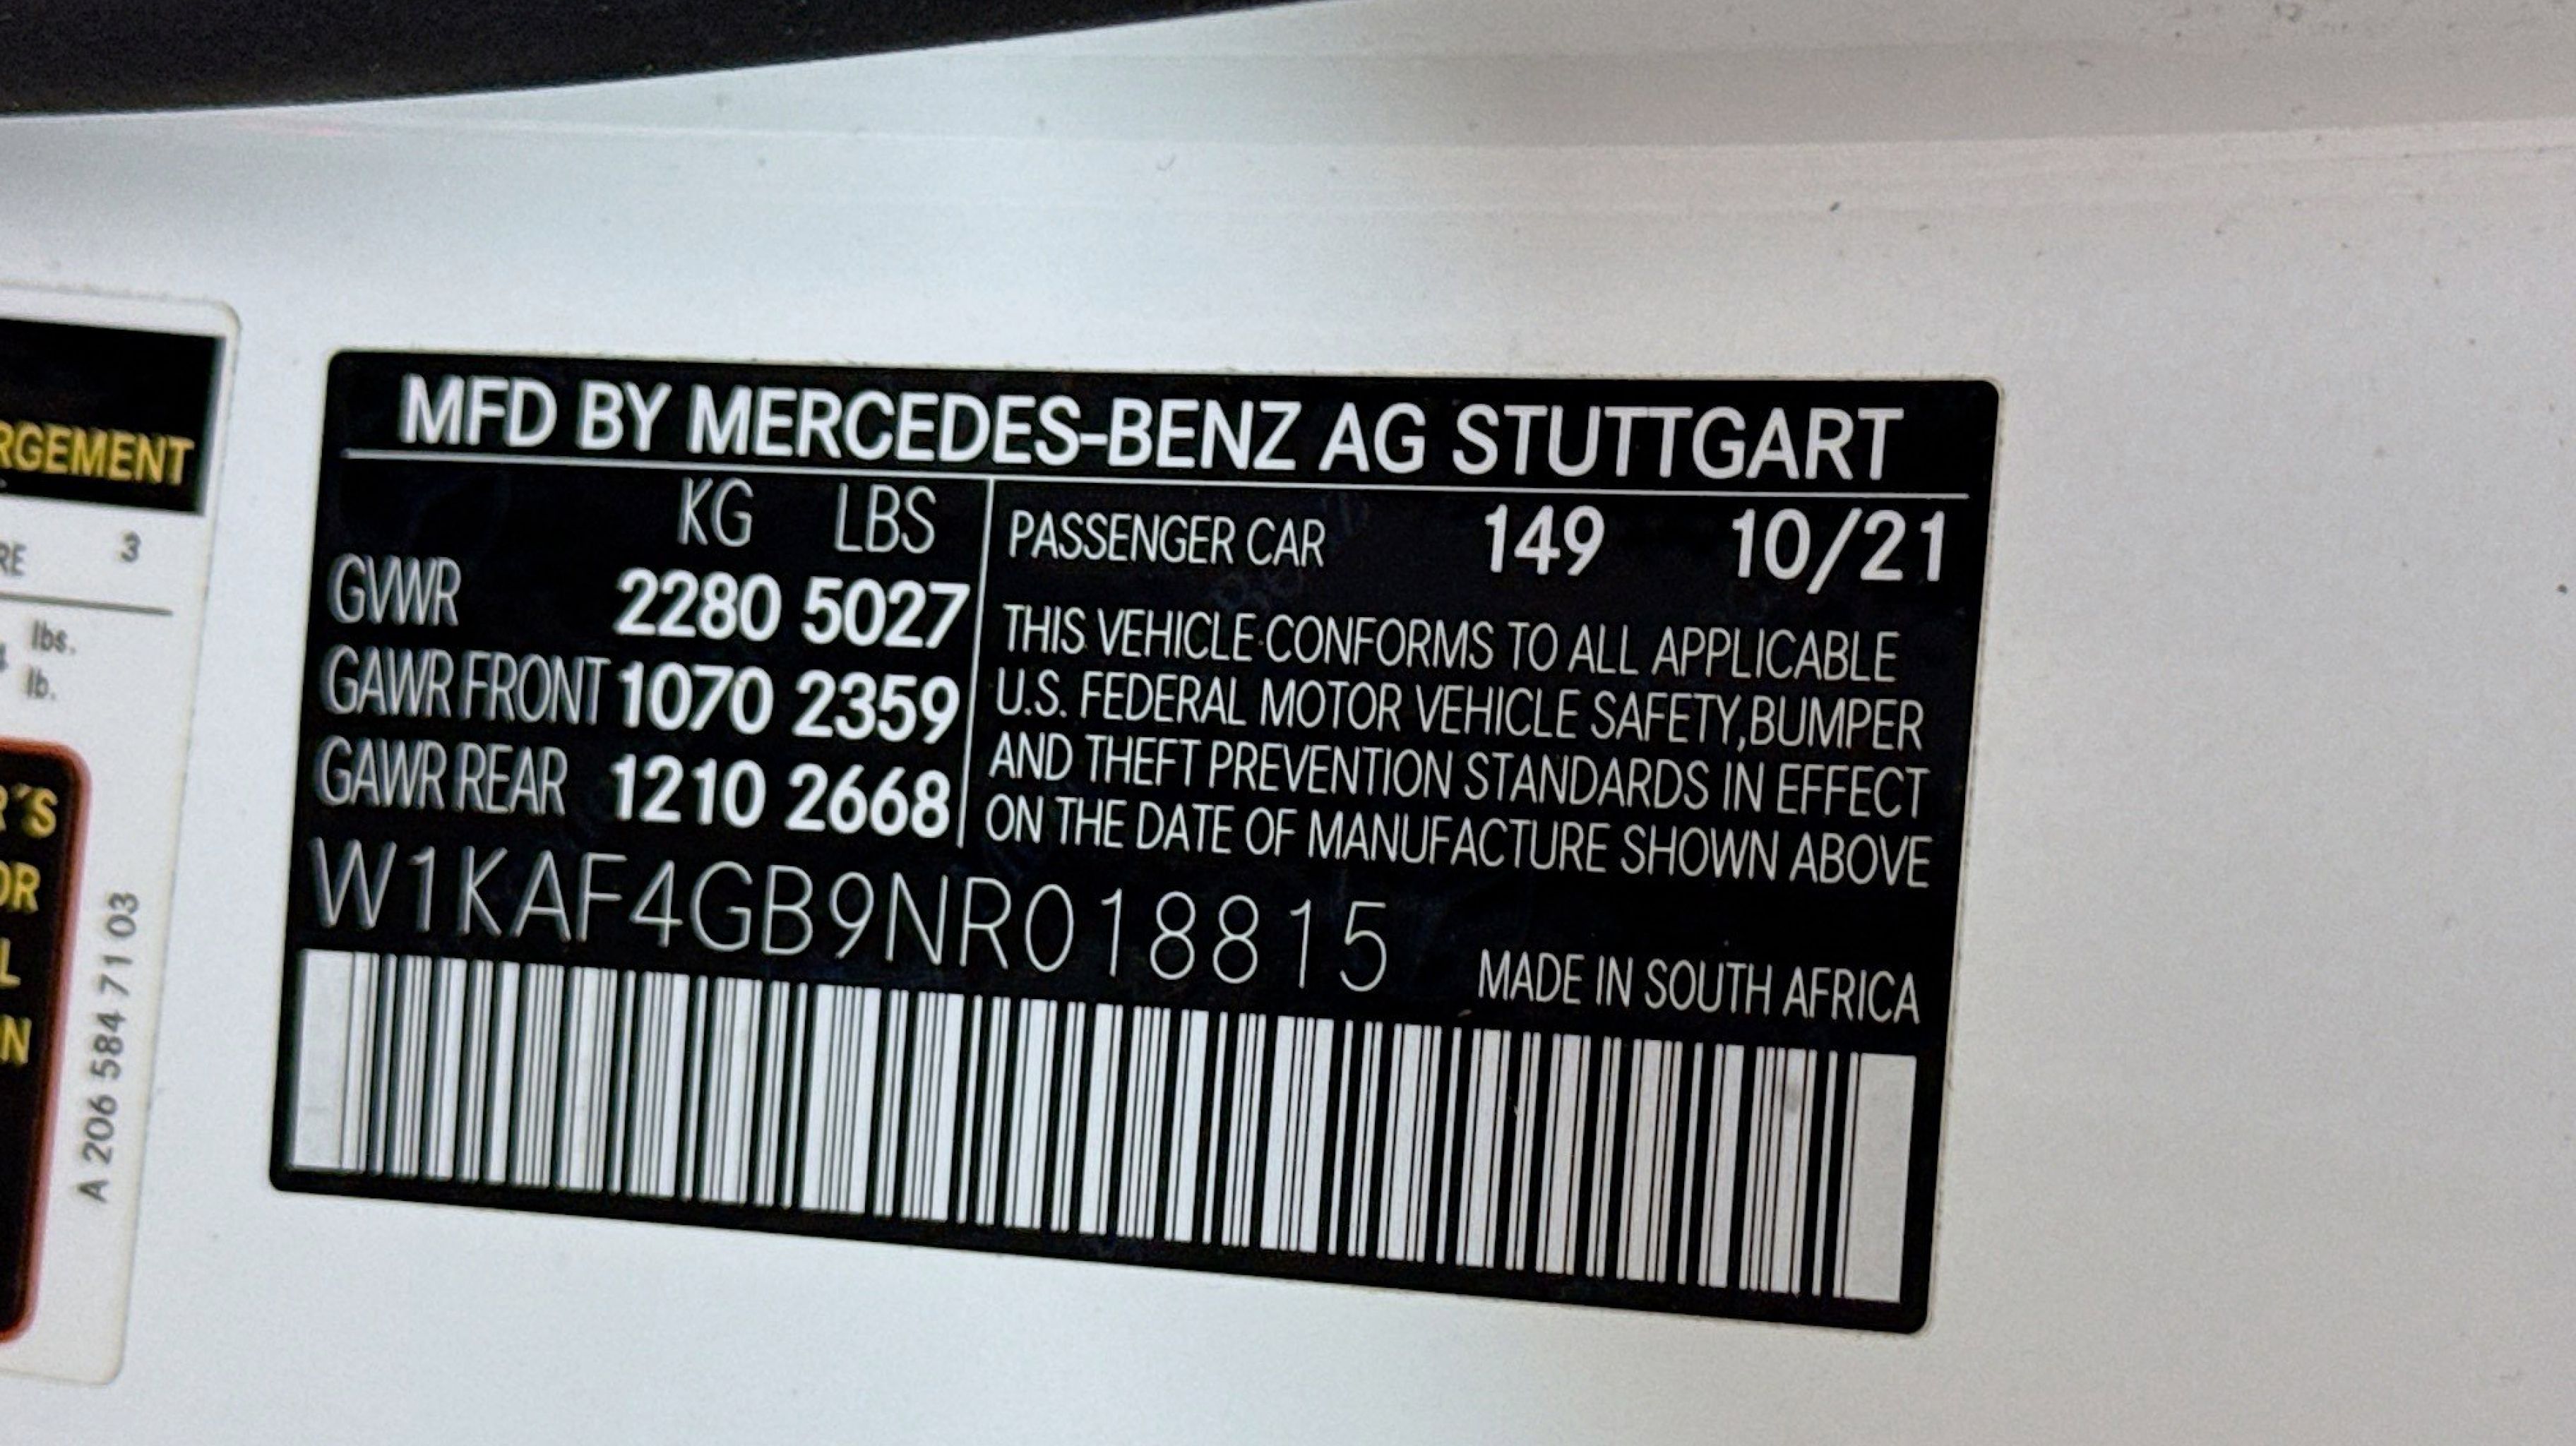 RGEMENT
RE 3
lbs.
lb.
R´S
OR
L
N
A 206 584 71 03
MFD BY MERCEDES-BENZ AG STUTTGART
KG LBS
GVWR 2280 5027
GAWR FRONT 1070 2359
GAWR REAR 1210 2668
PASSENGER CAR 149 10/21
THIS VEHICLE CONFORMS TO ALL APPLICABLE
U.S. FEDERAL MOTOR VEHICLE SAFETY,BUMPER
AND THEFT PREVENTION STANDARDS IN EFFECT
ON THE DATE OF MANUFACTURE SHOWN ABOVE
W1KAF4GB9NR018815
MADE IN SOUTH AFRICA